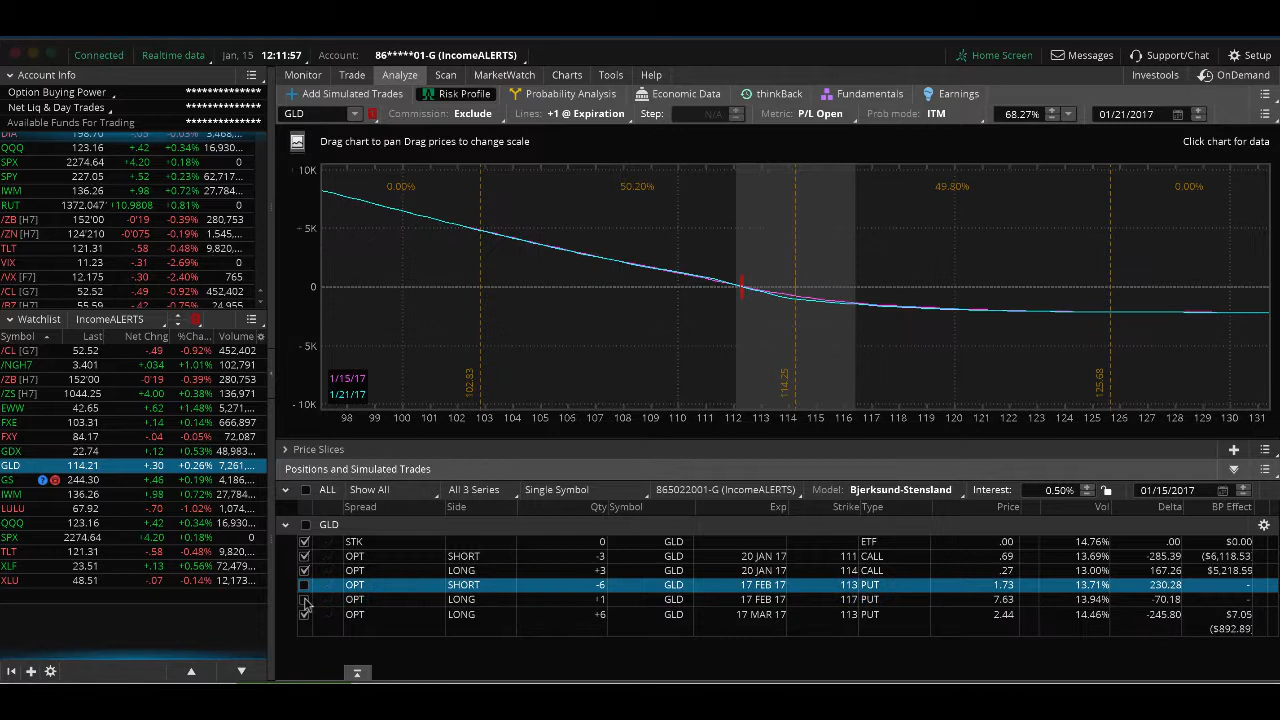 Connected Realtime data Jan, 15 12:11:57 Account: 86*****01-G (IncomeALERTS) Home Screen Messages Support/Chat Setup
Account Info Monitor Trade Analyze Scan MarketWatch Charts Tools Help Investools OnDemand
Option Buying Power **************
Net Liq & Day Trades **************
Available Funds For Trading **************
Add Simulated Trades Risk Profile Probability Analysis Economic Data thinkBack Fundamentals Earnings
GLD Commission: Exclude Lines: +1 @ Expiration Step: N/A Metric: P/L Open Prob mode: ITM 68.27% 01/21/2017
Drag chart to pan Drag prices to change scale Click chart for data
DIA 198.70 -.05 -0.03% 3,468,...
QQQ 123.16 +.42 +0.34% 16,930...
SPX 2274.64 +4.20 +0.18% 0
SPY 227.05 +.52 +0.23% 62,717...
IWM 136.26 +.98 +0.72% 27,784...
RUT 1372.047 +10.9808 +0.81% 0
/ZB [H7] 152'00 -0'19 -0.39% 280,753
/ZN [H7] 124'210 -0'075 -0.19% 1,545,...
TLT 121.31 -.58 -0.48% 9,820,...
VIX 11.23 -.31 -2.69% 0
/VX [F7] 12.175 -.30 -2.40% 765
/CL [G7] 52.52 -.49 -0.92% 452,402
/BZ [H7] 55.59 -.42 -0.75% 24,955
10K
+5K
0
-5K
-10K
0.00% 50.20% 49.80% 0.00%
102.83 114.25 125.68
1/15/17
1/21/17
98 99 100 101 102 103 104 105 106 107 108 109 110 111 112 113 114 115 116 117 118 119 120 121 122 123 124 125 126 127 128 129 130 131
Watchlist IncomeALERTS
Symbol Last Net Chng %Cha... Volume
/CL [G7] 52.52 -.49 -0.92% 452,402
/NGH7 3.401 +.034 +1.01% 102,791
/ZB [H7] 152'00 -0'19 -0.39% 280,753
/ZS [H7] 1044'25 +4.00 +0.38% 136,971
EWW 42.65 +.62 +1.48% 5,271,...
FXE 103.31 +.14 +0.14% 666,897
FXY 84.17 -.04 -0.05% 72,087
GDX 22.74 +.12 +0.53% 48,983...
GLD 114.21 +.30 +0.26% 7,261,...
GS 244.30 +.46 +0.19% 4,186,...
IWM 136.26 +.98 +0.72% 27,784...
LULU 67.92 -.70 -1.02% 1,074,...
QQQ 123.16 +.42 +0.34% 16,930...
SPX 2274.64 +4.20 +0.18% 0
TLT 121.31 -.58 -0.48% 9,820,...
XLF 23.51 +.13 +0.56% 72,479...
XLU 48.51 -.07 -0.14% 12,173...
Price Slices
Positions and Simulated Trades
ALL Show All All 3 Series Single Symbol 865022001-G (IncomeALERTS) Model: Bjerksund-Stensland Interest: 0.50% 01/15/2017
Spread Side Qty Symbol Exp Strike Type Price Vol Delta BP Effect
GLD
STK 0 GLD ETF .00 14.76% .00 $0.00
OPT SHORT -3 GLD 20 JAN 17 111 CALL .69 13.69% -285.39 ($6,118.53)
OPT LONG +3 GLD 20 JAN 17 114 CALL .27 13.00% 167.26 $5,218.59
OPT SHORT -6 GLD 17 FEB 17 113 PUT 1.73 13.71% 230.28 -
OPT LONG +1 GLD 17 FEB 17 117 PUT 7.63 13.94% -70.18 -
OPT LONG +6 GLD 17 MAR 17 113 PUT 2.44 14.46% -245.80 $7.05
($892.89)